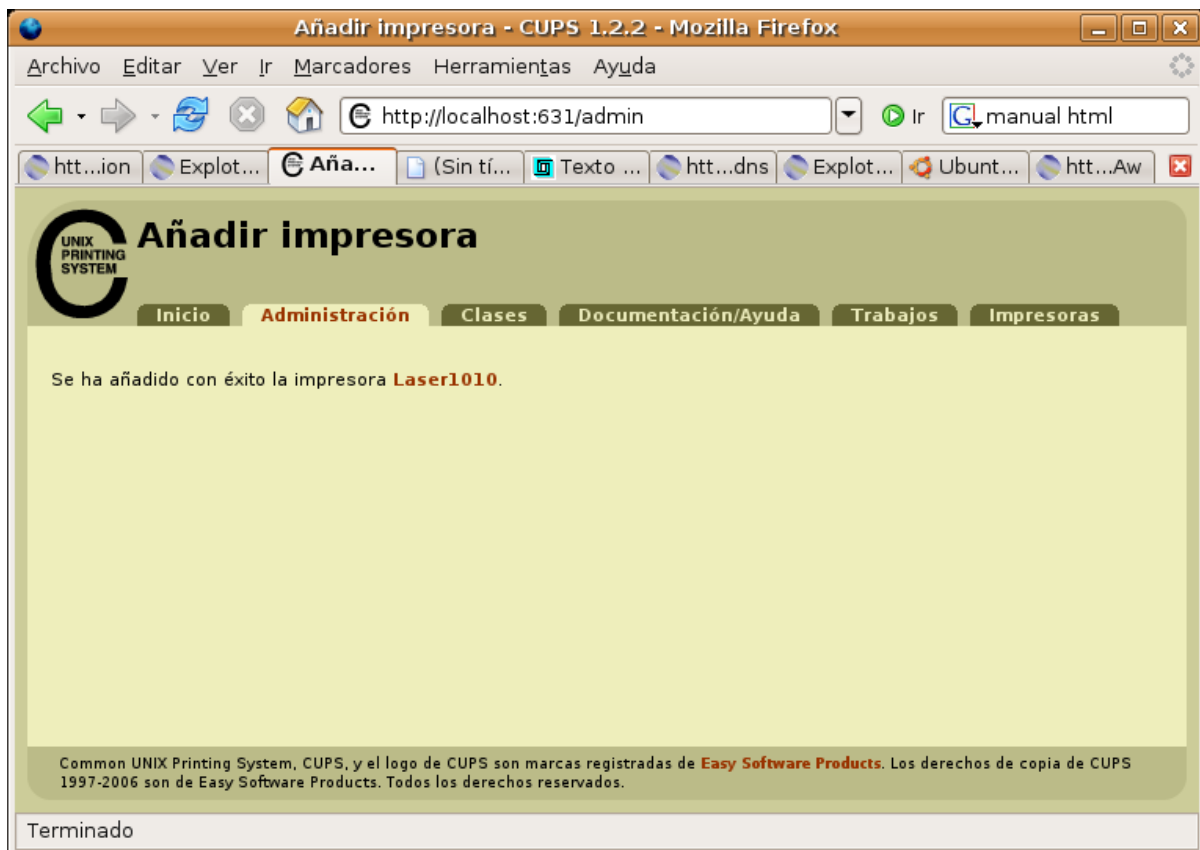 Añadir impresora - CUPS 1.2.2 - Mozilla Firefox
Archivo Editar Ver Ir Marcadores Herramientas Ayuda
http://localhost:631/admin Ir G manual html
htt...ion Explot... Aña... (Sin tí... Texto ... htt...dns Explot... Ubunt... htt...Aw
UNIX
PRINTING
SYSTEM
Añadir impresora
Inicio Administración Clases Documentación/Ayuda Trabajos Impresoras
Se ha añadido con éxito la impresora Laser1010.
Common UNIX Printing System, CUPS, y el logo de CUPS son marcas registradas de Easy Software Products. Los derechos de copia de CUPS
1997-2006 son de Easy Software Products. Todos los derechos reservados.
Terminado